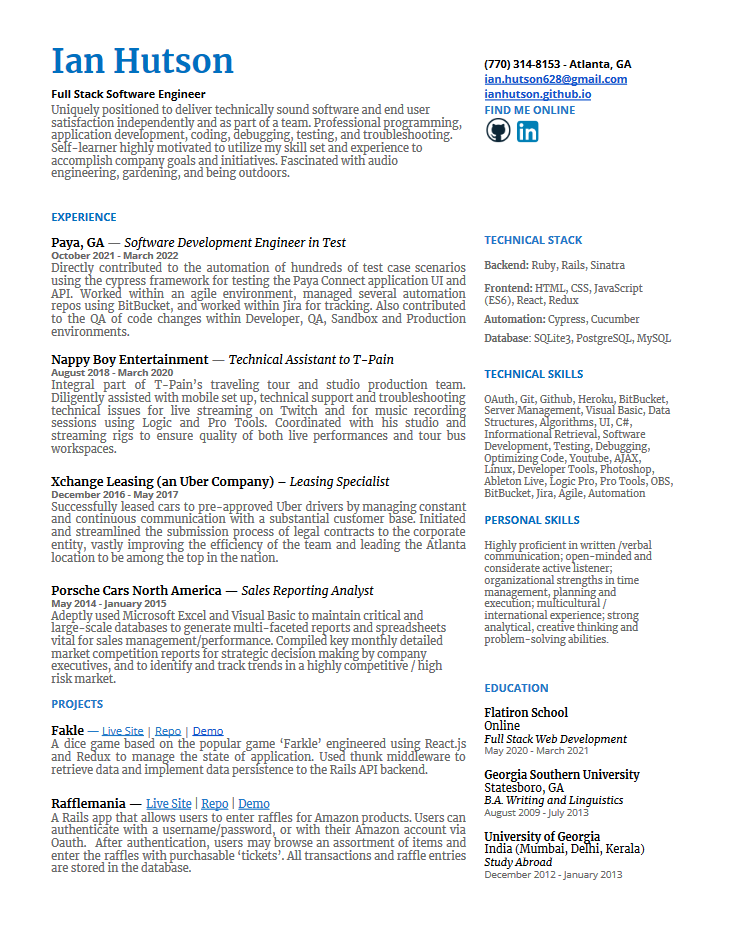 Ian Hutson
Full Stack Software Engineer
Uniquely positioned to deliver technically sound software and end user
satisfaction independently and as part of a team. Professional programming,
application development, coding, debugging, testing, and troubleshooting.
Self-learner highly motivated to utilize my skill set and experience to
accomplish company goals and initiatives. Fascinated with audio
engineering, gardening, and being outdoors.
(770) 314-8153 - Atlanta, GA
ian.hutson628@gmail.com
ianhutson.github.io
FIND ME ONLINE
in
EXPERIENCE
Paya, GA — Software Development Engineer in Test
October 2021 - March 2022
Directly contributed to the automation of hundreds of test case scenarios
using the cypress framework for testing the Paya Connect application UI and
API. Worked within an agile environment, managed several automation
repos using BitBucket, and worked within Jira for tracking. Also contributed
to the QA of code changes within Developer, QA, Sandbox and Production
environments.
Nappy Boy Entertainment — Technical Assistant to T-Pain
August 2018 - March 2020
Integral part of T-Pain's traveling tour and studio production team.
Diligently assisted with mobile set up, technical support and troubleshooting
technical issues for live streaming on Twitch and for music recording
sessions using Logic and Pro Tools. Coordinated with his studio and
streaming rigs to ensure quality of both live performances and tour bus
workspaces.
Xchange Leasing (an Uber Company) – Leasing Specialist
December 2016 - May 2017
Successfully leased cars to pre-approved Uber drivers by managing constant
and continuous communication with a substantial customer base. Initiated
and streamlined the submission process of legal contracts to the corporate
entity, vastly improving the efficiency of the team and leading the Atlanta
location to be among the top in the nation.
Porsche Cars North America — Sales Reporting Analyst
May 2014 - January 2015
Adeptly used Microsoft Excel and Visual Basic to maintain critical and
large-scale databases to generate multi-faceted reports and spreadsheets
vital for sales management/performance. Compiled key monthly detailed
market competition reports for strategic decision making by company
executives, and to identify and track trends in a highly competitive / high
risk market.
PROJECTS
Fakle — Live Site | Repo | Demo
A dice game based on the popular game ‘Farkle’ engineered using React.js
and Redux to manage the state of application. Used thunk middleware to
retrieve data and implement data persistence to the Rails API backend.
Rafflemania — Live Site | Repo | Demo
A Rails app that allows users to enter raffles for Amazon products. Users can
authenticate with a username/password, or with their Amazon account via
Oauth. After authentication, users may browse an assortment of items and
enter the raffles with purchasable ‘tickets’. All transactions and raffle entries
are stored in the database.
TECHNICAL STACK
Backend: Ruby, Rails, Sinatra
Frontend: HTML, CSS, JavaScript
(ES6), React, Redux
Automation: Cypress, Cucumber
Database: SQLite3, PostgreSQL, MySQL
TECHNICAL SKILLS
OAuth, Git, Github, Heroku, BitBucket,
Server Management, Visual Basic, Data
Structures, Algorithms, UI, C#,
Informational Retrieval, Software
Development, Testing, Debugging,
Optimizing Code, Youtube, AJAX,
Linux, Developer Tools, Photoshop,
Ableton Live, Logic Pro, Pro Tools, OBS,
BitBucket, Jira, Agile, Automation
PERSONAL SKILLS
Highly proficient in written /verbal
communication; open-minded and
considerate active listener;
organizational strengths in time
management, planning and
execution; multicultural /
international experience; strong
analytical, creative thinking and
problem-solving abilities.
EDUCATION
Flatiron School
Online
Full Stack Web Development
May 2020 - March 2021
Georgia Southern University
Statesboro, GA
B.A. Writing and Linguistics
August 2009 - July 2013
University of Georgia
India (Mumbai, Delhi, Kerala)
Study Abroad
December 2012 - January 2013